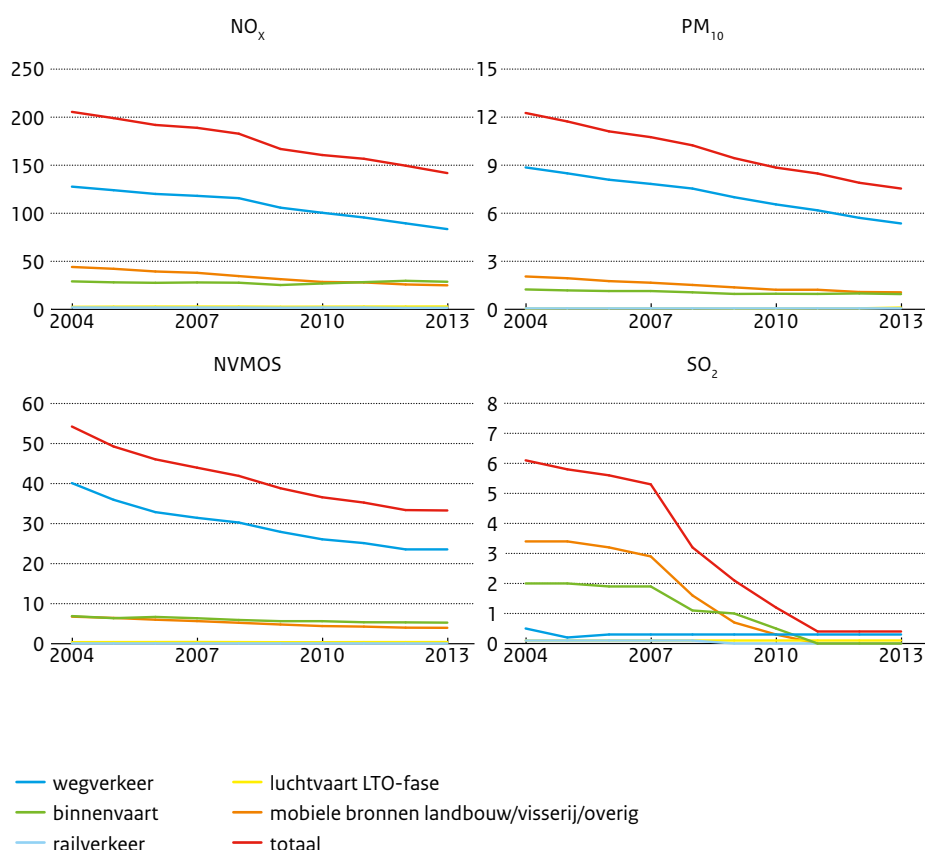 NOX
PM10
250
200
150
100
50
0
2004 2007 2010 2013
15
12
9
6
3
0
2004 2007 2010 2013
NVMOS
SO2
60
50
40
30
20
10
0
2004 2007 2010 2013
8
7
6
5
4
3
2
1
0
2004 2007 2010 2013
wegverkeer
binnenvaart
railverkeer
luchtvaart LTO-fase
mobiele bronnen landbouw/visserij/overig
totaal